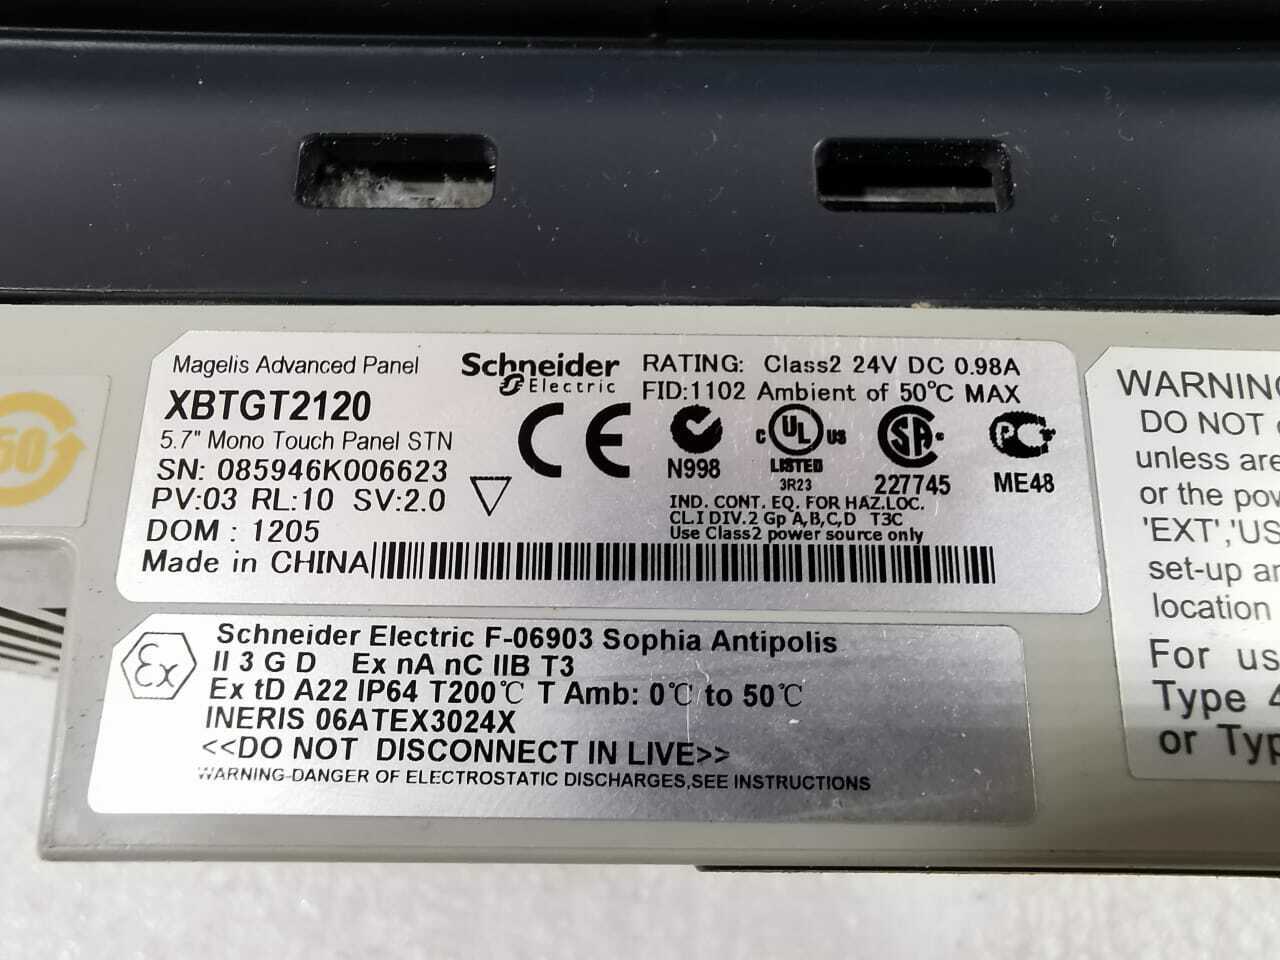 Magelis Advanced Panel
XBTGT2120
5.7" Mono Touch Panel STN
SN: 085946K006623
PV:03 RL:10 SV:2.0
DOM : 1205
Made in CHINA
Schneider
Electric
RATING: Class2 24V DC 0.98A
FID:1102 Ambient of 50°C MAX
CE
N998
C UL US
LISTED
3R23
SA
227745
PC
ME48
IND. CONT. EQ. FOR HAZ.LOC.
CL.I DIV.2 Gp A,B,C,D T3C
Use Class2 power source only
50
Ex
Schneider Electric F-06903 Sophia Antipolis
II 3 G D Ex nA nC IIB T3
Ex tD A22 IP64 T200℃ T Amb: 0℃ to 50℃
INERIS 06ATEX3024X
<<DO NOT DISCONNECT IN LIVE>>
WARNING-DANGER OF ELECTROSTATIC DISCHARGES,SEE INSTRUCTIONS
WARNING
DO NOT
unless are
or the
'EXT',
set-up
location
For
Type 4
or